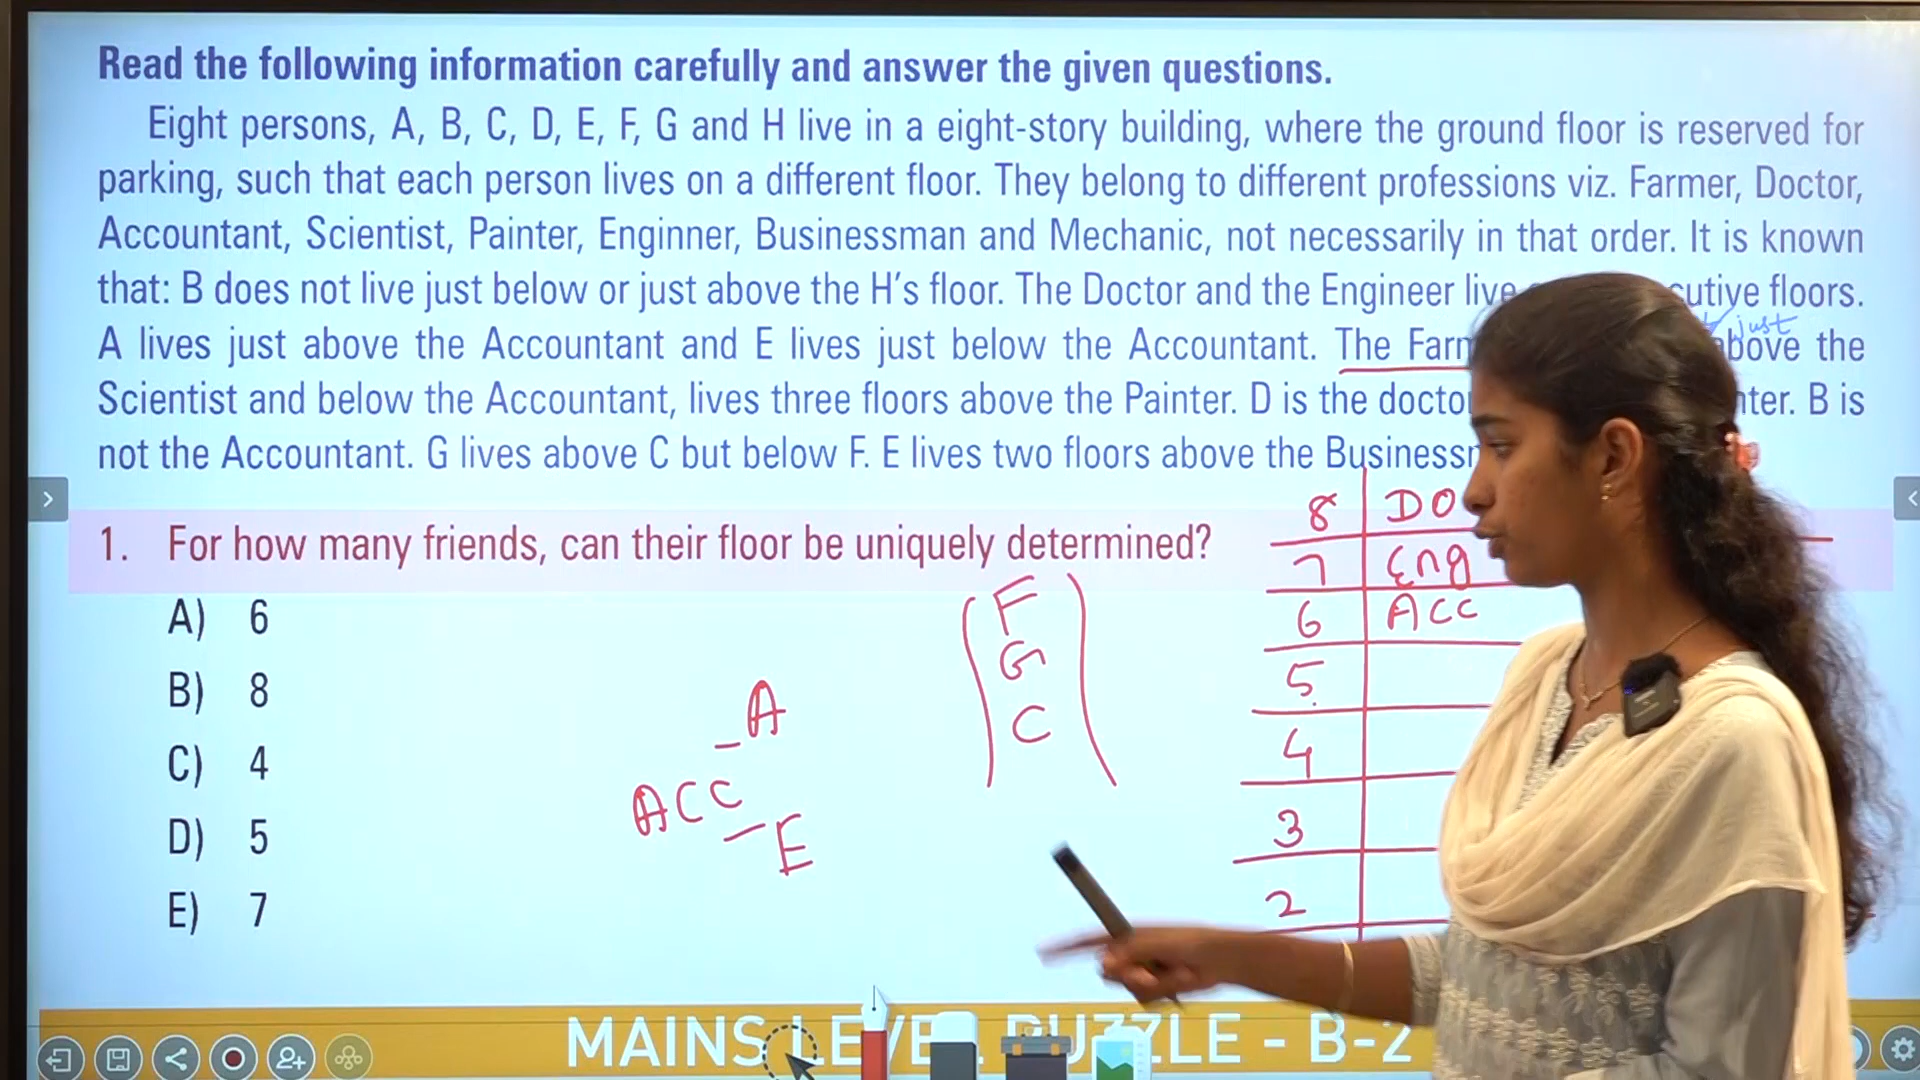 Read the following information carefully and answer the given questions.
Eight persons, A, B, C, D, E, F, G and H live in a eight-story building, where the ground floor is reserved for
parking, such that each person lives on a different floor. They belong to different professions viz. Farmer, Doctor,
Accountant, Scientist, Painter, Enginner, Businessman and Mechanic, not necessarily in that order. It is known
that: B does not live just below or just above the H's floor. The Doctor and the Engineer live floors.
just
A lives just above the Accountant and E lives just below the Accountant. The the
Scientist and below the Accountant, lives three floors above the Painter. D is the B is
not the Accountant. G lives above C but below F. E lives two floors above the
1. For how many friends, can their floor be uniquely determined?
A) 6
B) 8
C) 4
D) 5
E) 7
A
ACC
E
F
G
C
8 DO
7 Eng
6 ACC
5
4
3
2
MAINS LEVEL PUZZLE - B-2